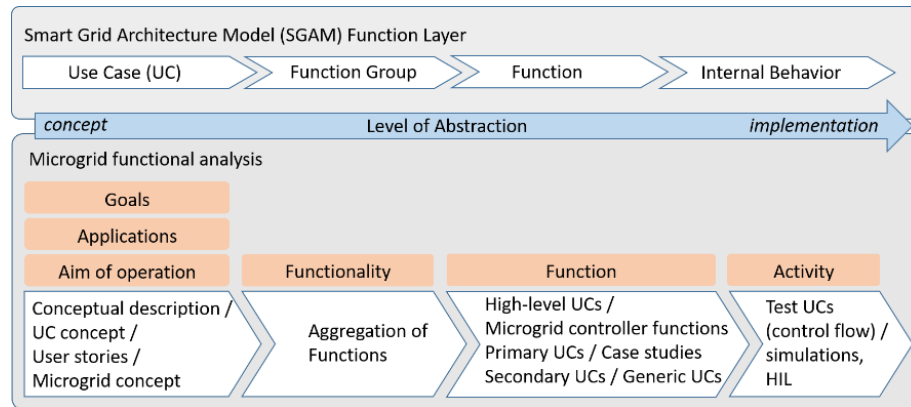 Smart Grid Architecture Model (SGAM) Function Layer
Use Case (UC)
Function Group
Function
Internal Behavior
concept
Level of Abstraction
implementation
Microgrid functional analysis
Goals
Applications
Aim of operation
Functionality
Function
Activity
Conceptual description /
UC concept /
User stories /
Microgrid concept
Aggregation of
Functions
High-level UCs /
Microgrid controller functions
Primary UCs / Case studies
Secondary UCs / Generic UCs
Test UCs
(control flow) /
simulations,
HIL